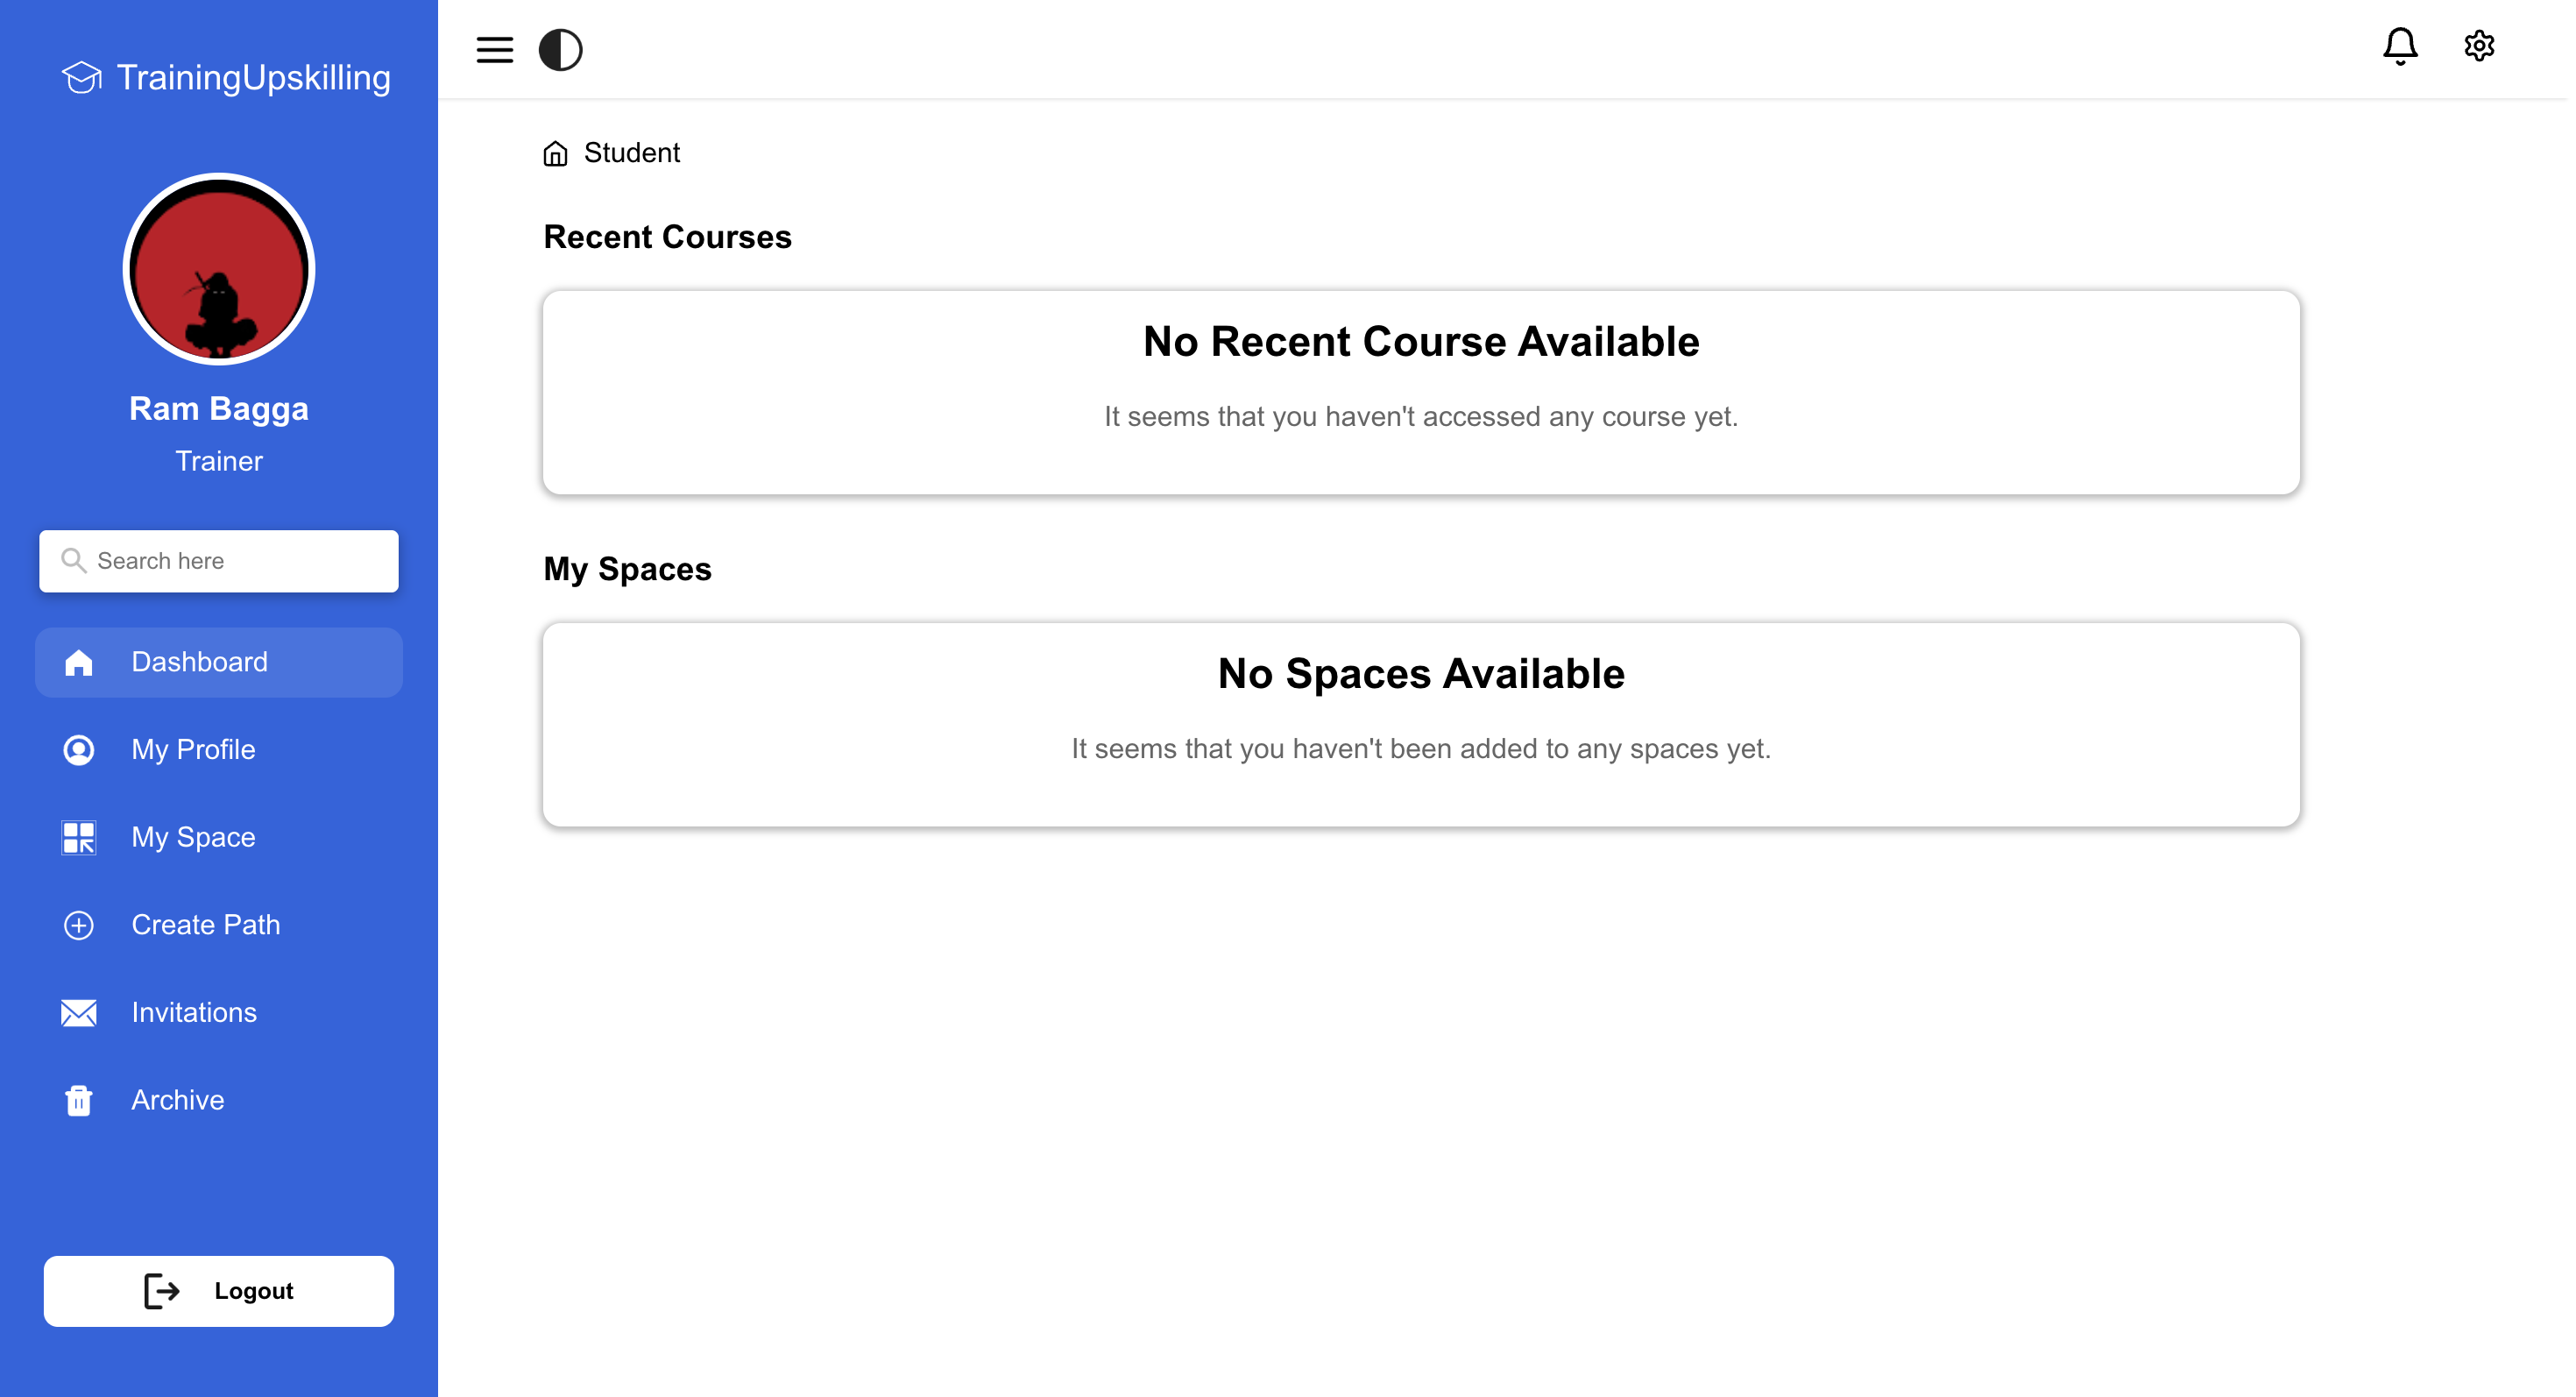 TrainingUpskilling
Ram Bagga
Trainer
Search here
Dashboard
My Profile
My Space
Create Path
Invitations
Archive
Logout
Student
Recent Courses
No Recent Course Available
It seems that you haven't accessed any course yet.
My Spaces
No Spaces Available
It seems that you haven't been added to any spaces yet.